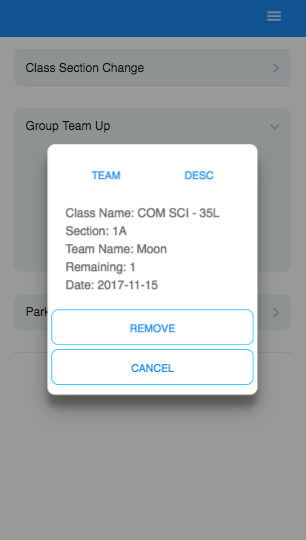 Class Section Change
Group Team Up
TEAM DESC
Class Name: COM SCI - 35L
Section: 1A
Team Name: Moon
Remaining: 1
Date: 2017-11-15
Park
REMOVE
CANCEL